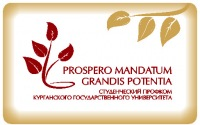 PROSPERO MANDATUM
GRANDIS POTENTIA
СТУДЕНЧЕСКИЙ ПРОФКОМ
КУРГАНСКОГО ГОСУДАРСТВЕННОГО УНИВЕРСИТЕТА